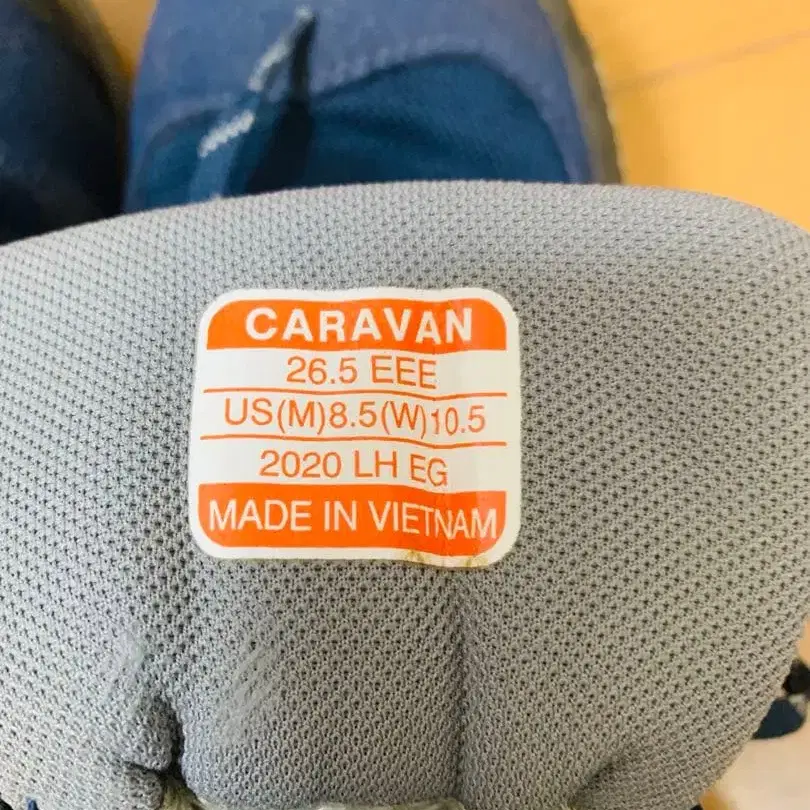 CARAVAN
26.5 EEE
US(M)8.5(W)10.5
2020 LH EG
MADE IN VIETNAM